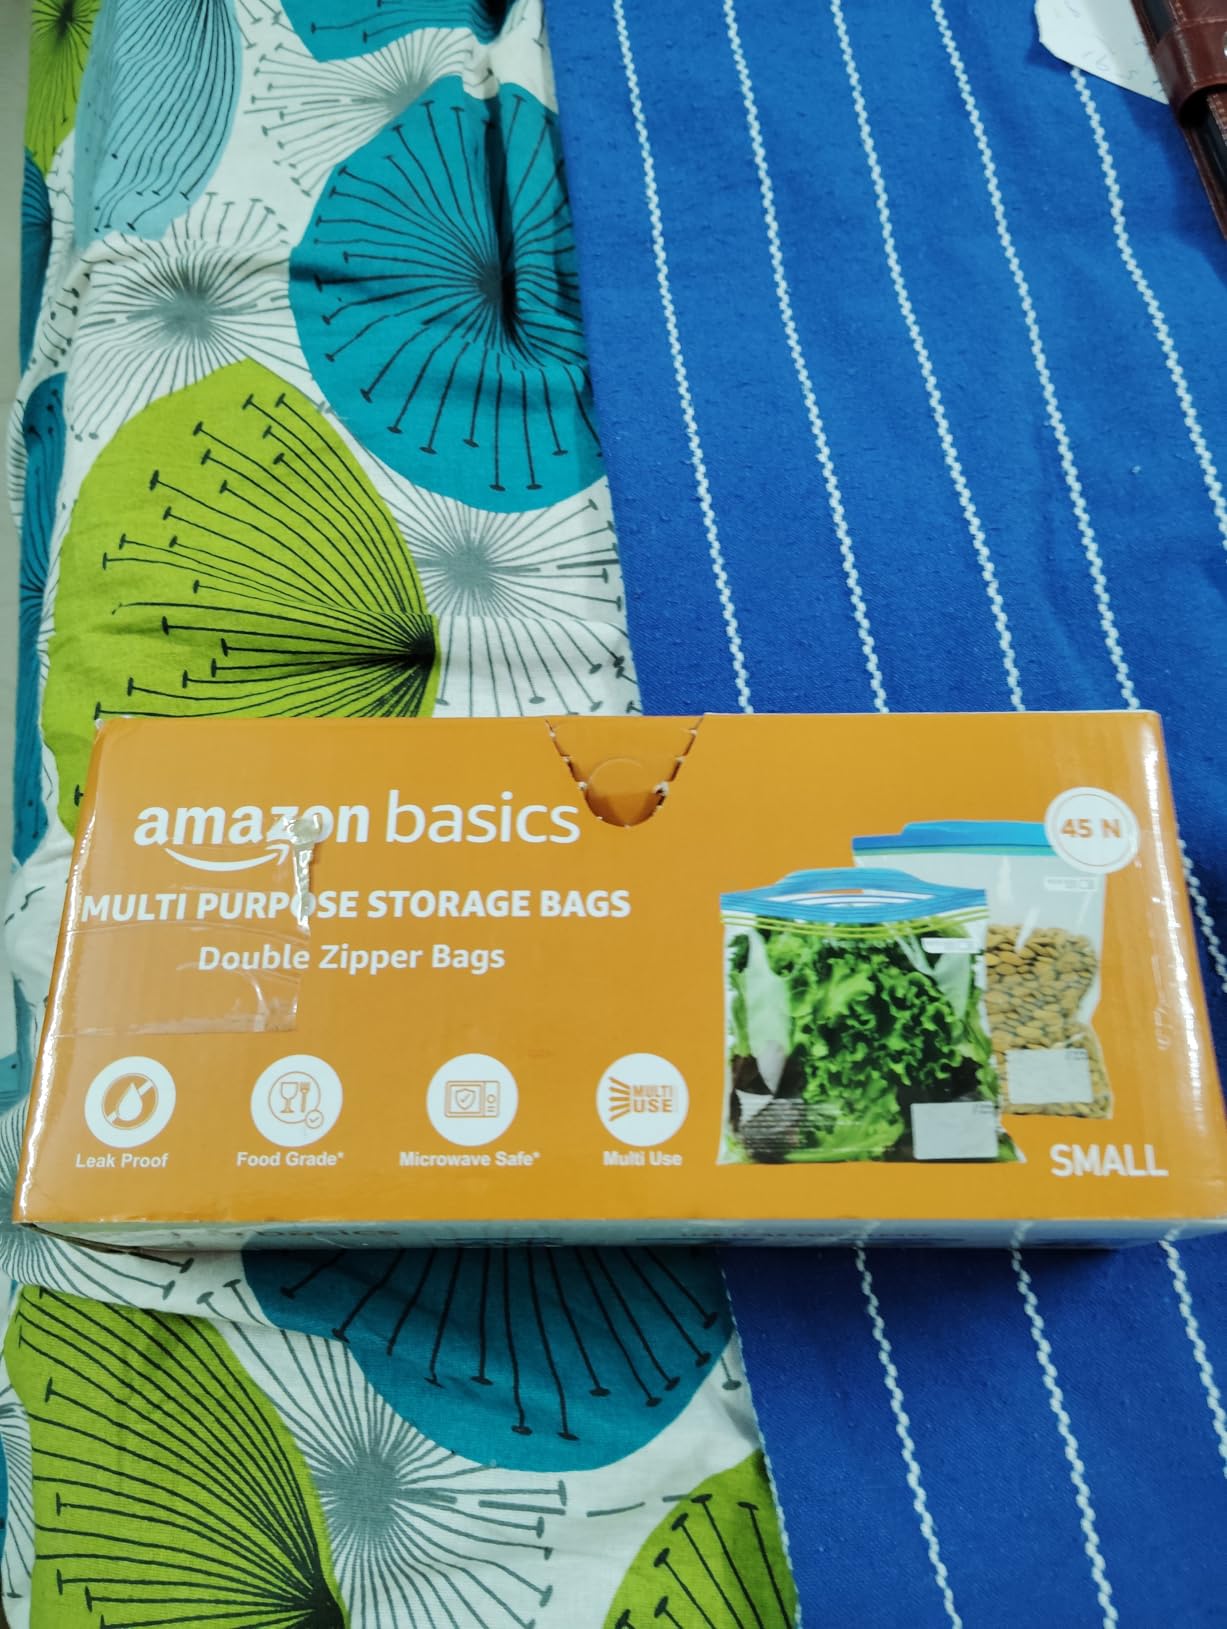 amazon basics
45 N
MULTI PURPOSE STORAGE BAGS
Double Zipper Bags
MULTI
USE
Leak Proof
Food Grade*
Microwave Safe*
Multi Use
SMALL